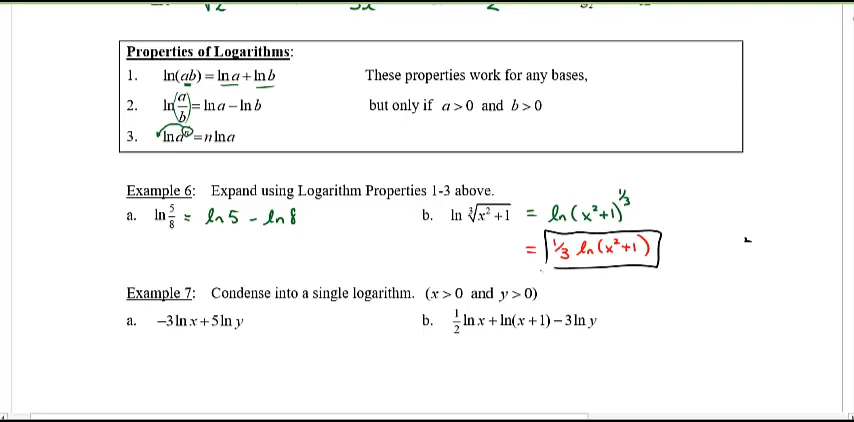 Properties of Logarithms:
1. ln(ab) = ln a + ln b These properties work for any bases,
2. ln(a/b) = ln a – ln b but only if a > 0 and b > 0
3. ln aⁿ = n ln a
Example 6: Expand using Logarithm Properties 1-3 above.
a. ln 5/8 = ln 5 - ln 8 b. ln ∛(x² + 1) = ln (x²+1)^(1/3)
= 1/3 ln (x²+1)
Example 7: Condense into a single logarithm. (x > 0 and y > 0)
a. –3 ln x + 5 ln y b. 1/2 ln x + ln(x + 1) – 3 ln y